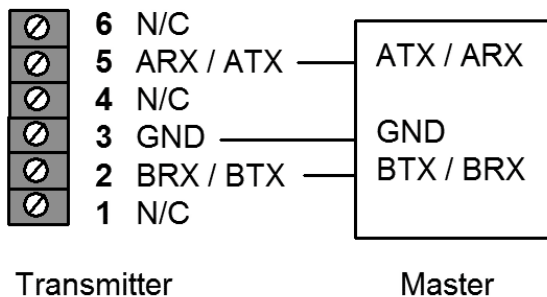 6 N/C
5 ARX / ATX ATX / ARX
4 N/C
3 GND GND
2 BRX / BTX BTX / BRX
1 N/C
Transmitter Master